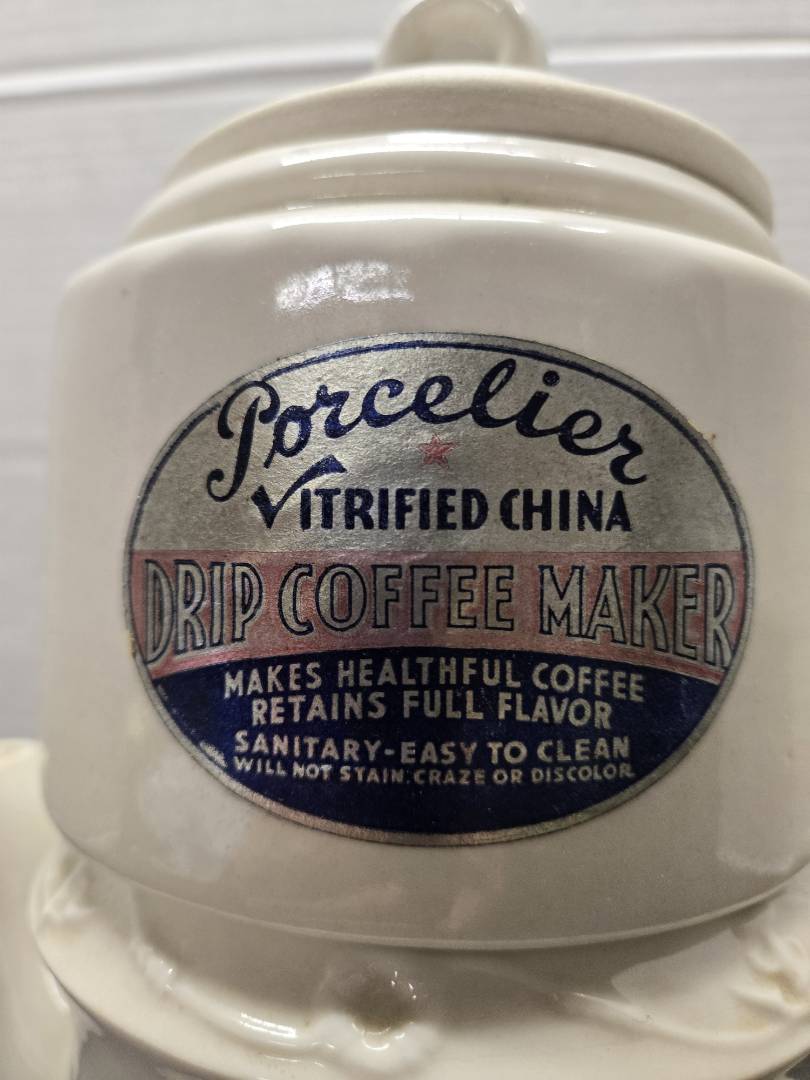 Porcelier
VITRIFIED CHINA
DRIP COFFEE MAKER
MAKES HEALTHFUL COFFEE
RETAINS FULL FLAVOR
SANITARY-EASY TO CLEAN
WILL NOT STAIN, CRAZE OR DISCOLOR